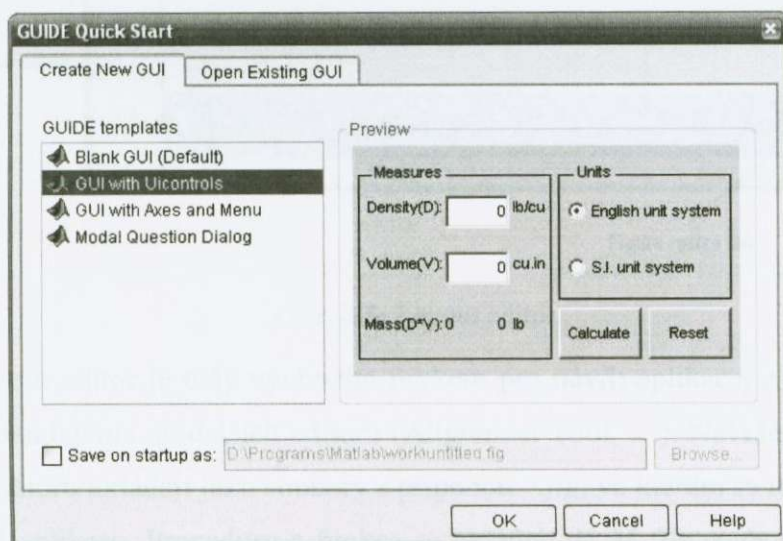 GUIDE Quick Start
Create New GUI
Open Existing GUI
GUIDE templates
Blank GUI (Default)
GUI with Uicontrols
GUI with Axes and Menu
Modal Question Dialog
Preview
Measures
Density(D): 0 lb/cu
Volume(V): 0 cu.in
Mass(D*V): 0 0 lb
Units
English unit system
S.I. unit system
Calculate
Reset
Save on startup as: D:\Programs\Matlab\work\untitled.fig
Browse...
OK
Cancel
Help